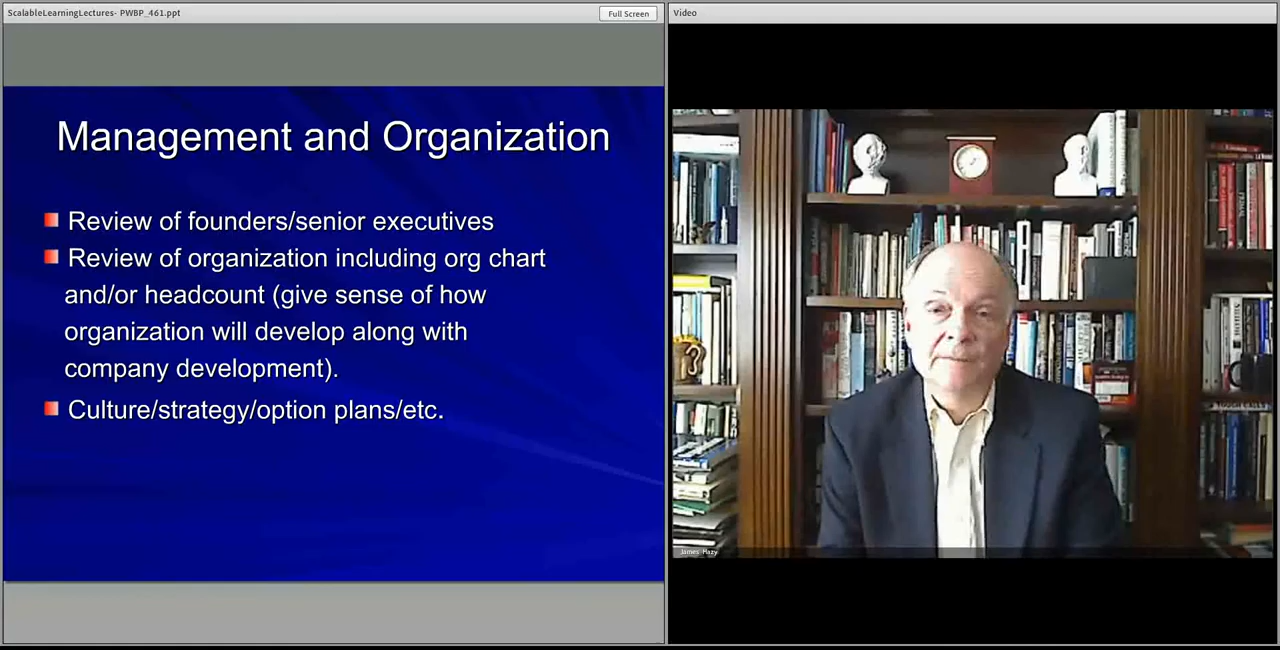 ScalableLearningLectures- PWBP_461.ppt
Full Screen
Video
Management and Organization
Review of founders/senior executives
Review of organization including org chart
and/or headcount (give sense of how
organization will develop along with
company development).
Culture/strategy/option plans/etc.
James Hazy